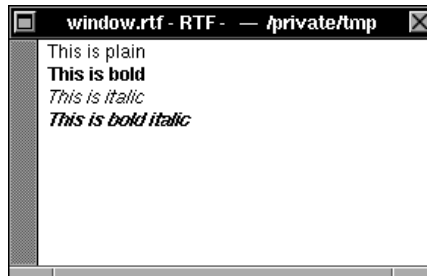 window.rtf - RTF - — /private/tmp
This is plain
This is bold
This is italic
This is bold italic